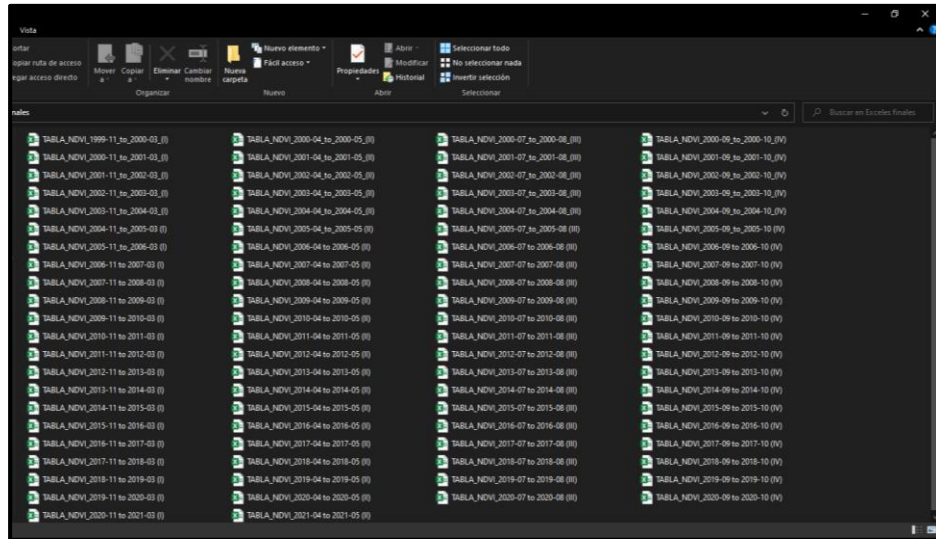 Vista
ortar
opiar ruta de acceso
egar acceso directo
Mover a
Copiar a
Eliminar
Cambiar nombre
Organizar
Nueva carpeta
Nuevo elemento
Fácil acceso
Nuevo
Propiedades
Abrir
Modificar
Historial
Abrir
Seleccionar todo
No seleccionar nada
Invertir selección
Seleccionar
nales
Buscar en Exceles finales
TABLA_NDVI_1999-11_to_2000-03_(I) TABLA_NDVI_2000-04_to_2000-05_(II) TABLA_NDVI_2000-07_to_2000-08_(III) TABLA_NDVI_2000-09_to_2000-10_(IV)
TABLA_NDVI_2000-11_to_2001-03_(I) TABLA_NDVI_2001-04_to_2001-05_(II) TABLA_NDVI_2001-07_to_2001-08_(III) TABLA_NDVI_2001-09_to_2001-10_(IV)
TABLA_NDVI_2001-11_to_2002-03_(I) TABLA_NDVI_2002-04_to_2002-05_(II) TABLA_NDVI_2002-07_to_2002-08_(III) TABLA_NDVI_2002-09_to_2002-10_(IV)
TABLA_NDVI_2002-11_to_2003-03_(I) TABLA_NDVI_2003-04_to_2003-05_(II) TABLA_NDVI_2003-07_to_2003-08_(III) TABLA_NDVI_2003-09_to_2003-10_(IV)
TABLA_NDVI_2003-11_to_2004-03_(I) TABLA_NDVI_2004-04_to_2004-05_(II) TABLA_NDVI_2004-07_to_2004-08_(III) TABLA_NDVI_2004-09_to_2004-10_(IV)
TABLA_NDVI_2004-11_to_2005-03 (I) TABLA_NDVI_2005-04_to_2005-05 (II) TABLA_NDVI_2005-07_to_2005-08 (III) TABLA_NDVI_2005-09_to_2005-10 (IV)
TABLA_NDVI_2005-11_to_2006-03 (I) TABLA_NDVI_2006-04 to 2006-05 (II) TABLA_NDVI_2006-07 to 2006-08 (III) TABLA_NDVI_2006-09 to 2006-10 (IV)
TABLA_NDVI_2006-11 to 2007-03 (I) TABLA_NDVI_2007-04 to 2007-05 (II) TABLA_NDVI_2007-07 to 2007-08 (III) TABLA_NDVI_2007-09 to 2007-10 (IV)
TABLA_NDVI_2007-11 to 2008-03 (I) TABLA_NDVI_2008-04 to 2008-05 (II) TABLA_NDVI_2008-07 to 2008-08 (III) TABLA_NDVI_2008-09 to 2008-10 (IV)
TABLA_NDVI_2008-11 to 2009-03 (I) TABLA_NDVI_2009-04 to 2009-05 (II) TABLA_NDVI_2009-07 to 2009-08 (III) TABLA_NDVI_2009-09 to 2009-10 (IV)
TABLA_NDVI_2009-11 to 2010-03 (I) TABLA_NDVI_2010-04 to 2010-05 (II) TABLA_NDVI_2010-07 to 2010-08 (III) TABLA_NDVI_2010-09 to 2010-10 (IV)
TABLA_NDVI_2010-11 to 2011-03 (I) TABLA_NDVI_2011-04 to 2011-05 (II) TABLA_NDVI_2011-07 to 2011-08 (III) TABLA_NDVI_2011-09 to 2011-10 (IV)
TABLA_NDVI_2011-11 to 2012-03 (I) TABLA_NDVI_2012-04 to 2012-05 (II) TABLA_NDVI_2012-07 to 2012-08 (III) TABLA_NDVI_2012-09 to 2012-10 (IV)
TABLA_NDVI_2012-11 to 2013-03 (I) TABLA_NDVI_2013-04 to 2013-05 (II) TABLA_NDVI_2013-07 to 2013-08 (III) TABLA_NDVI_2013-09 to 2013-10 (IV)
TABLA_NDVI_2013-11 to 2014-03 (I) TABLA_NDVI_2014-04 to 2014-05 (II) TABLA_NDVI_2014-07 to 2014-08 (III) TABLA_NDVI_2014-09 to 2014-10 (IV)
TABLA_NDVI_2014-11 to 2015-03 (I) TABLA_NDVI_2015-04 to 2015-05 (II) TABLA_NDVI_2015-07 to 2015-08 (III) TABLA_NDVI_2015-09 to 2015-10 (IV)
TABLA_NDVI_2015-11 to 2016-03 (I) TABLA_NDVI_2016-04 to 2016-05 (II) TABLA_NDVI_2016-07 to 2016-08 (III) TABLA_NDVI_2016-09 to 2016-10 (IV)
TABLA_NDVI_2016-11 to 2017-03 (I) TABLA_NDVI_2017-04 to 2017-05 (II) TABLA_NDVI_2017-07 to 2017-08 (III) TABLA_NDVI_2017-09 to 2017-10 (IV)
TABLA_NDVI_2017-11 to 2018-03 (I) TABLA_NDVI_2018-04 to 2018-05 (II) TABLA_NDVI_2018-07 to 2018-08 (III) TABLA_NDVI_2018-09 to 2018-10 (IV)
TABLA_NDVI_2018-11 to 2019-03 (I) TABLA_NDVI_2019-04 to 2019-05 (II) TABLA_NDVI_2019-07 to 2019-08 (III) TABLA_NDVI_2019-09 to 2019-10 (IV)
TABLA_NDVI_2019-11 to 2020-03 (I) TABLA_NDVI_2020-04 to 2020-05 (II) TABLA_NDVI_2020-07 to 2020-08 (III) TABLA_NDVI_2020-09 to 2020-10 (IV)
TABLA_NDVI_2020-11 to 2021-03 (I) TABLA_NDVI_2021-04 to 2021-05 (II)